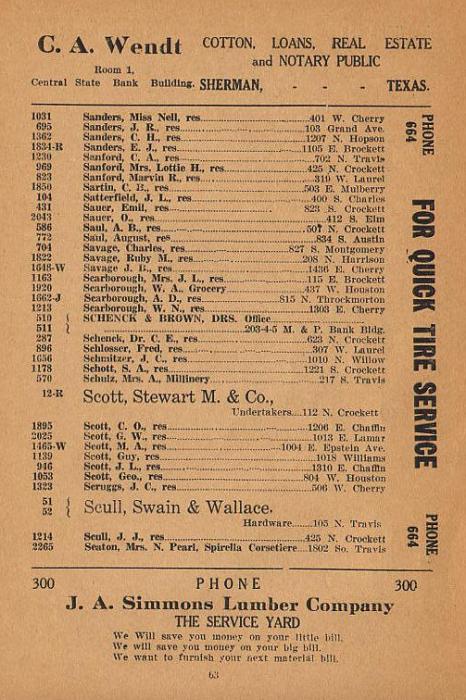 C. A. Wendt COTTON, LOANS, REAL ESTATE
and NOTARY PUBLIC
Room 1,
Central State Bank Building. SHERMAN, - - - TEXAS.
1031 Sanders, Miss Nell, res 401 W. Cherry
695 Sanders, J. R., res 103 Grand Ave.
1362 Sanders, C. H., res 1207 N. Hopson
1834-R Sanders, E. J., res 1105 E. Brockett
1230 Sanford, C. A., res 702 N. Travis
969 Sanford, Mrs. Lottie H., res 425 N. Crockett
823 Sanford, Marvin R., res 319 W. Laurel
1850 Sartin, C. B., res 503 E. Mulberry
104 Satterfield, J. L., res 400 S. Charles
431 Sauer, Emil, res 823 S. Crockett
2043 Sauer, O., res 412 S. Elm
586 Saul, A. B., res 507 N. Crockett
772 Saul, August, res 834 S. Austin
704 Savage, Charles, res 827 S. Montgomery
1822 Savage, Ruby M., res 208 N. Harrison
1648-W Savage J. B., res 1436 E. Cherry
1163 Scarborough, Mrs. J. L., res 115 E. Brockett
1920 Scarborough, W. A., Grocery 437 W. Houston
1662-J Scarborough, A. D., res 815 N. Throckmorton
1213 Scarborough, W. N., res 1303 E. Cherry
510 { SCHENCK & BROWN, DRS. Office
511 { 203-4-5 M. & P. Bank Bldg.
287 Schenck, Dr. C. E., res 623 N. Crockett
896 Schlosser, Fred, res 307 W. Laurel
1656 Schnitzer, J. C., res 1010 N. Willow
1178 Schott, S. A., res 1221 S. Crockett
570 Schulz, Mrs. A., Millinery 217 S. Travis
12-R Scott, Stewart M. & Co.,
Undertakers 112 N. Crockett
1895 Scott, C. O., res 1206 E. Chaffin
2025 Scott, G. W., res 1013 E. Lamar
1465-W Scott, M. A., res 1004 E. Epstein Ave.
1139 Scott, Guy, res 1018 Williams
946 Scott, J. L., res 1310 E. Chaffin
1053 Scott, Geo., res 804 W. Houston
1323 Scruggs, J. C., res 506 W. Cherry
51 {
52 { Scull, Swain & Wallace.
Hardware 105 N. Travis
1214 Scull, J. J., res 425 N. Crockett
2265 Seaton, Mrs. N. Pearl, Spirella Corsetiere 1802 So. Travis
PHONE 664
FOR QUICK TIRE SERVICE
PHONE 664
300 PHONE 300
J. A. Simmons Lumber Company
THE SERVICE YARD
We Will save you money on your little bill.
We will save you money on your big bill.
We want to furnish your next material bill.
63